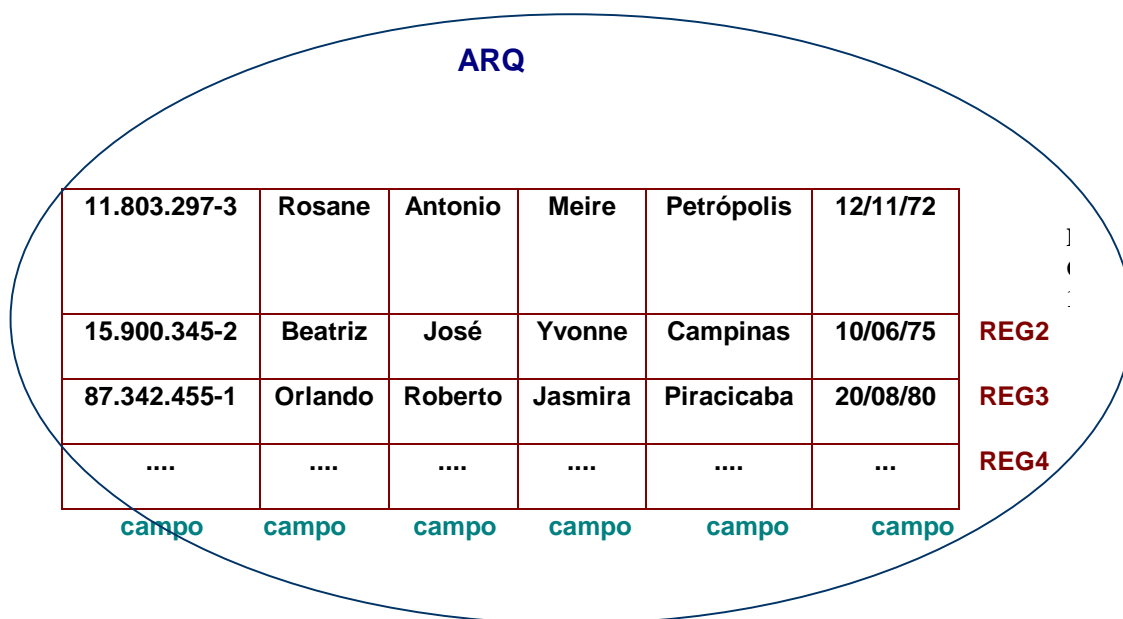 ARQ
11.803.297-3 Rosane Antonio Meire Petrópolis 12/11/72
15.900.345-2 Beatriz José Yvonne Campinas 10/06/75 REG2
87.342.455-1 Orlando Roberto Jasmira Piracicaba 20/08/80 REG3
.... .... .... .... .... ... REG4
campo campo campo campo campo campo